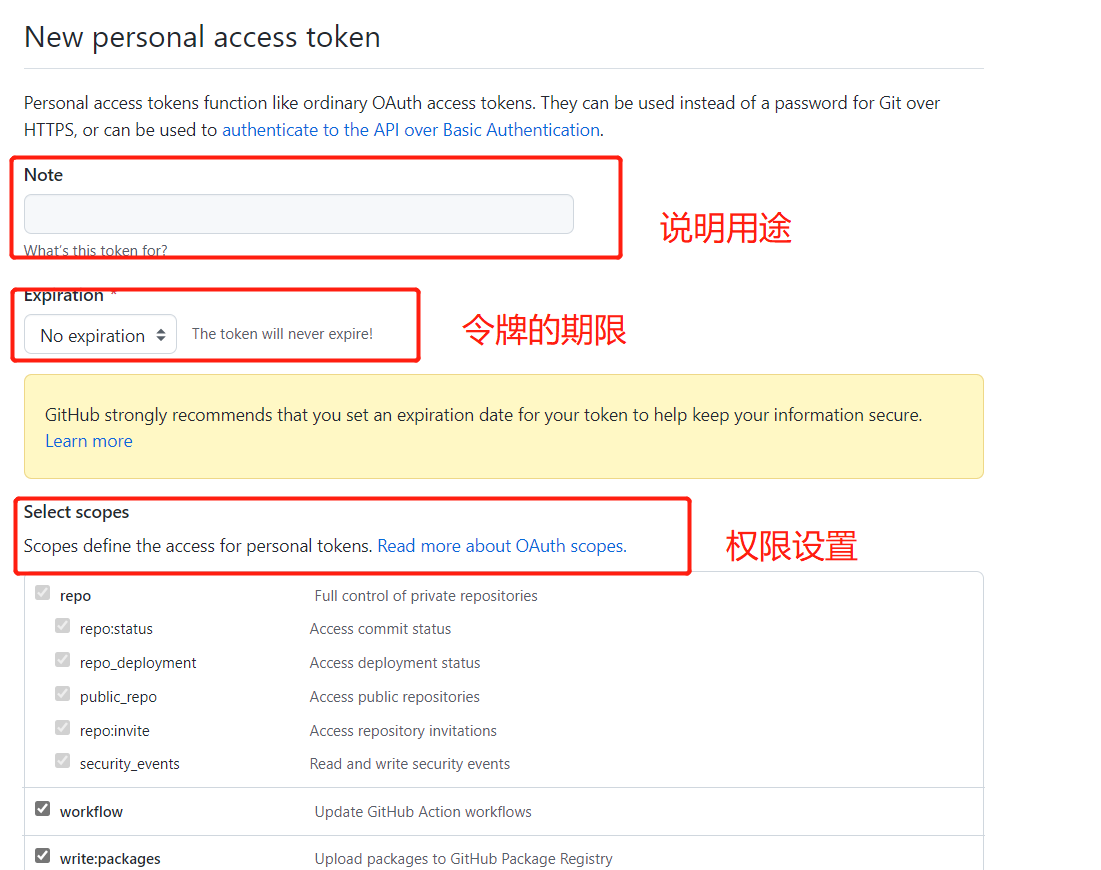 New personal access token
Personal access tokens function like ordinary OAuth access tokens. They can be used instead of a password for Git over
HTTPS, or can be used to authenticate to the API over Basic Authentication.
Note
What's this token for?
说明用途
Expiration *
No expiration The token will never expire!
令牌的期限
GitHub strongly recommends that you set an expiration date for your token to help keep your information secure.
Learn more
Select scopes
Scopes define the access for personal tokens. Read more about OAuth scopes.
权限设置
repo Full control of private repositories
repo:status Access commit status
repo_deployment Access deployment status
public_repo Access public repositories
repo:invite Access repository invitations
security_events Read and write security events
workflow Update GitHub Action workflows
write:packages Upload packages to GitHub Package Registry